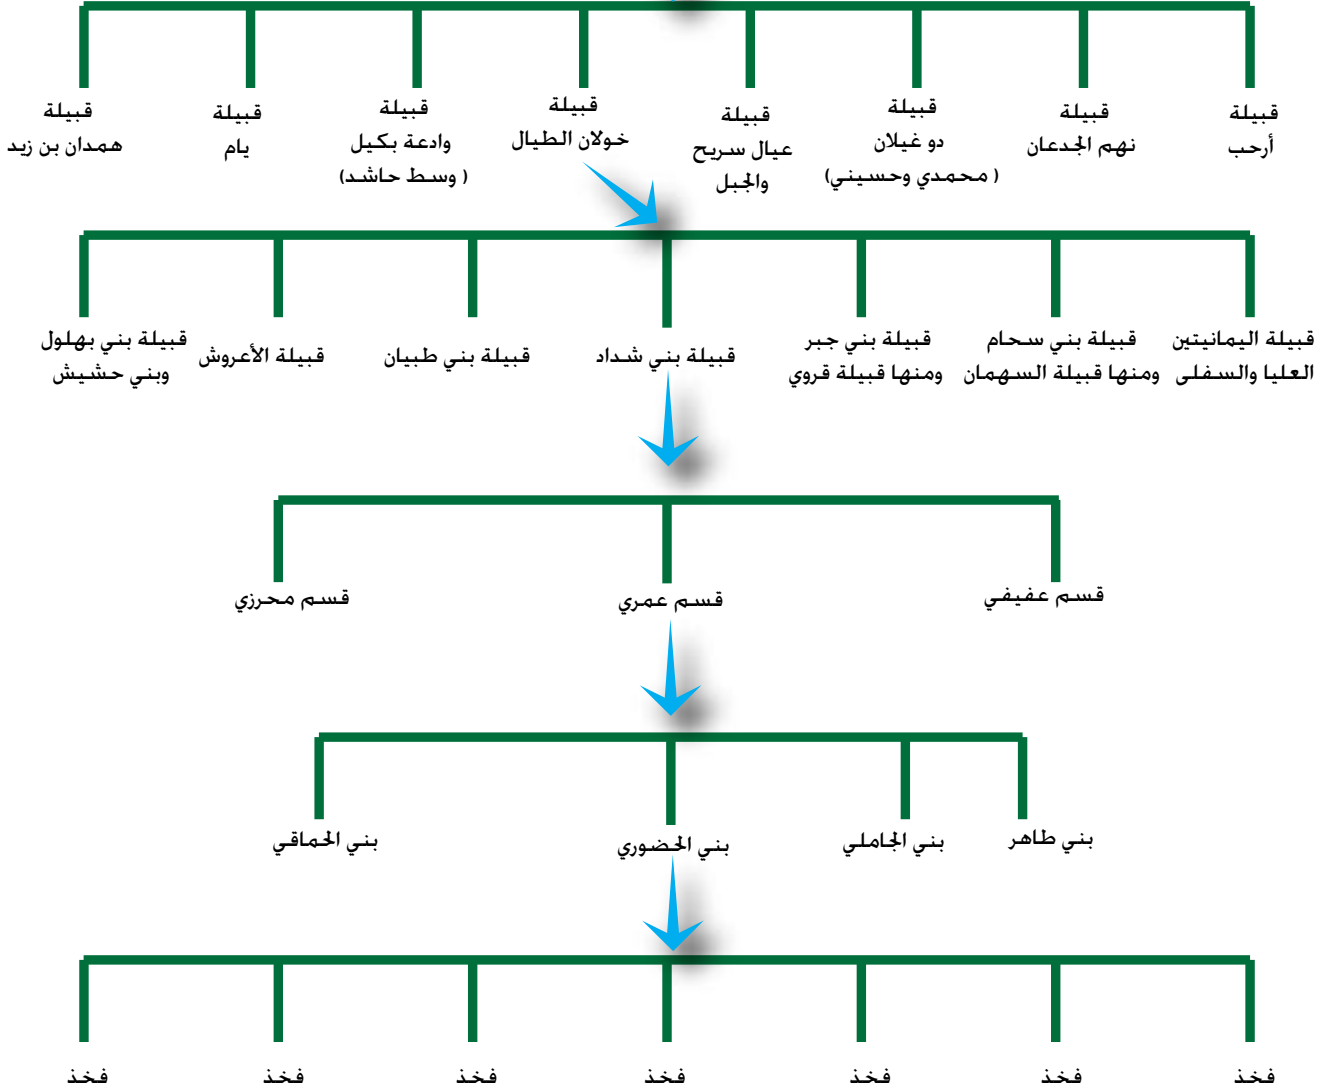 قبيلة
أرحب
قبيلة
نهم الجدعان
قبيلة
دو غيلان
( محمدي وحسيني)
قبيلة
عيال سريح
والجبل
قبيلة
خولان الطيال
قبيلة
وادعة بكيل
( وسط حاشد)
قبيلة
يام
قبيلة
همدان بن زيد
قبيلة اليمانيتين
العليا والسفلى
قبيلة بني سحام
ومنها قبيلة السهمان
قبيلة بني جبر
ومنها قبيلة قروي
قبيلة بني شداد
قبيلة بني طبيان
قبيلة الأعروش
قبيلة بني بهلول
وبني حشيش
قسم عفيفي
قسم عمري
قسم محرزي
بني طاهر
بني الجاملي
بني الحضوري
بني الحماقي
فخذ
فخذ
فخذ
فخذ
فخذ
فخذ
فخذ